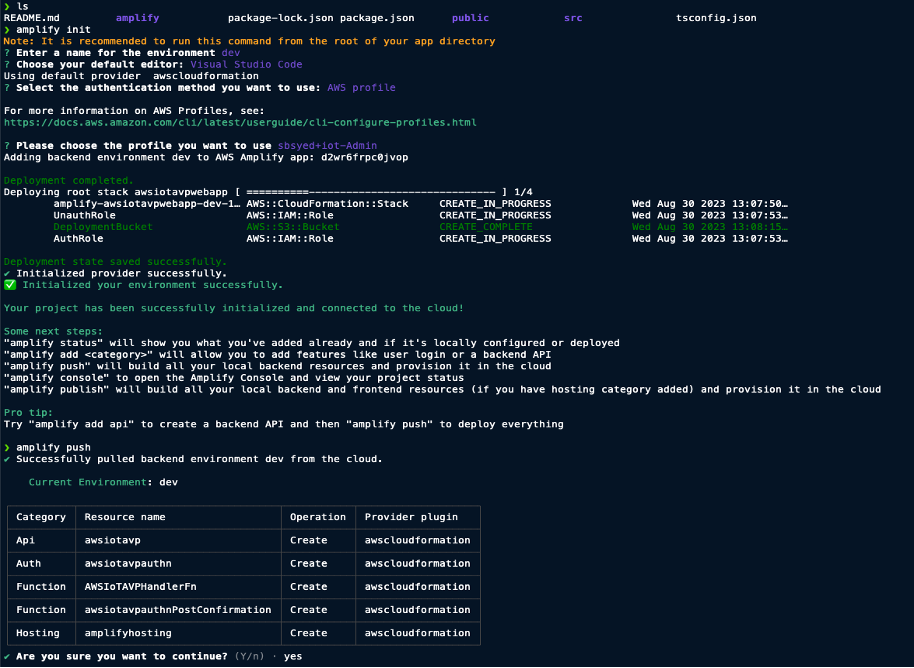 ❯ ls
README.md amplify package-lock.json package.json public src tsconfig.json
❯ amplify init
Note: It is recommended to run this command from the root of your app directory
? Enter a name for the environment dev
? Choose your default editor: Visual Studio Code
Using default provider awscloudformation
? Select the authentication method you want to use: AWS profile
For more information on AWS Profiles, see:
https://docs.aws.amazon.com/cli/latest/userguide/cli-configure-profiles.html
? Please choose the profile you want to use sbsyed+iot-Admin
Adding backend environment dev to AWS Amplify app: d2wr6frpc0jvop
Deployment completed.
Deploying root stack awsiotavpwebapp [ ==========------------------------------ ] 1/4
amplify-awsiotavpwebapp-dev-1… AWS::CloudFormation::Stack CREATE_IN_PROGRESS Wed Aug 30 2023 13:07:50…
UnauthRole AWS::IAM::Role CREATE_IN_PROGRESS Wed Aug 30 2023 13:07:53…
DeploymentBucket AWS::S3::Bucket CREATE_COMPLETE Wed Aug 30 2023 13:08:15…
AuthRole AWS::IAM::Role CREATE_IN_PROGRESS Wed Aug 30 2023 13:07:53…
Deployment state saved successfully.
✔ Initialized provider successfully.
✅ Initialized your environment successfully.
Your project has been successfully initialized and connected to the cloud!
Some next steps:
"amplify status" will show you what you've added already and if it's locally configured or deployed
"amplify add <category>" will allow you to add features like user login or a backend API
"amplify push" will build all your local backend resources and provision it in the cloud
"amplify console" to open the Amplify Console and view your project status
"amplify publish" will build all your local backend and frontend resources (if you have hosting category added) and provision it in the cloud
Pro tip:
Try "amplify add api" to create a backend API and then "amplify push" to deploy everything
❯ amplify push
✔ Successfully pulled backend environment dev from the cloud.
Current Environment: dev
Category Resource name Operation Provider plugin
Api awsiotavp Create awscloudformation
Auth awsiotavpauthn Create awscloudformation
Function AWSIoTAVPHandlerFn Create awscloudformation
Function awsiotavpauthnPostConfirmation Create awscloudformation
Hosting amplifyhosting Create awscloudformation
✔ Are you sure you want to continue? (Y/n) · yes